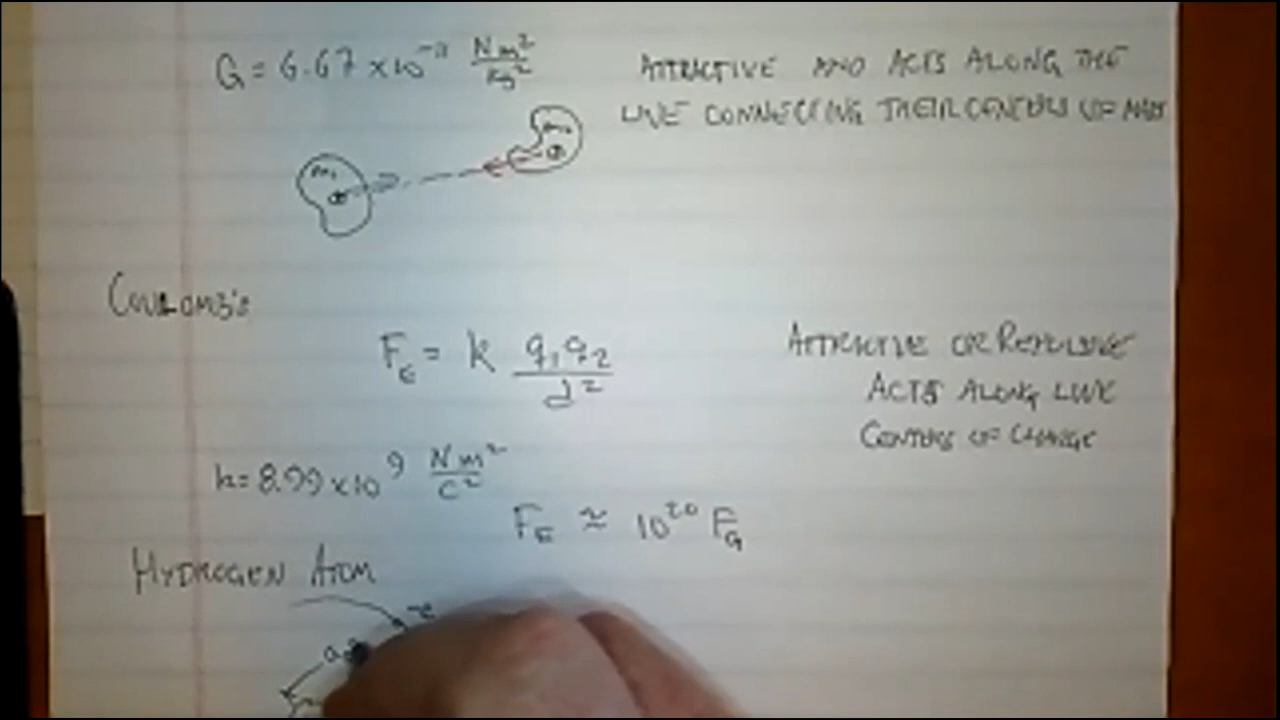 G = 6.67 ×10⁻¹¹ Nm²/kg²
ATTRACTIVE AND ACTS ALONG THE
LINE CONNECTING THEIR CENTERS OF MASS
m₁
m₂
COULOMB'S
F_E = k q₁q₂/d²
ATTRACTIVE OR REPULSIVE
ACTS ALONG LINE
CENTERS OF CHARGE
k = 8.99 ×10⁹ Nm²/C²
F_E ≈ 10²⁰ F_G
HYDROGEN ATOM